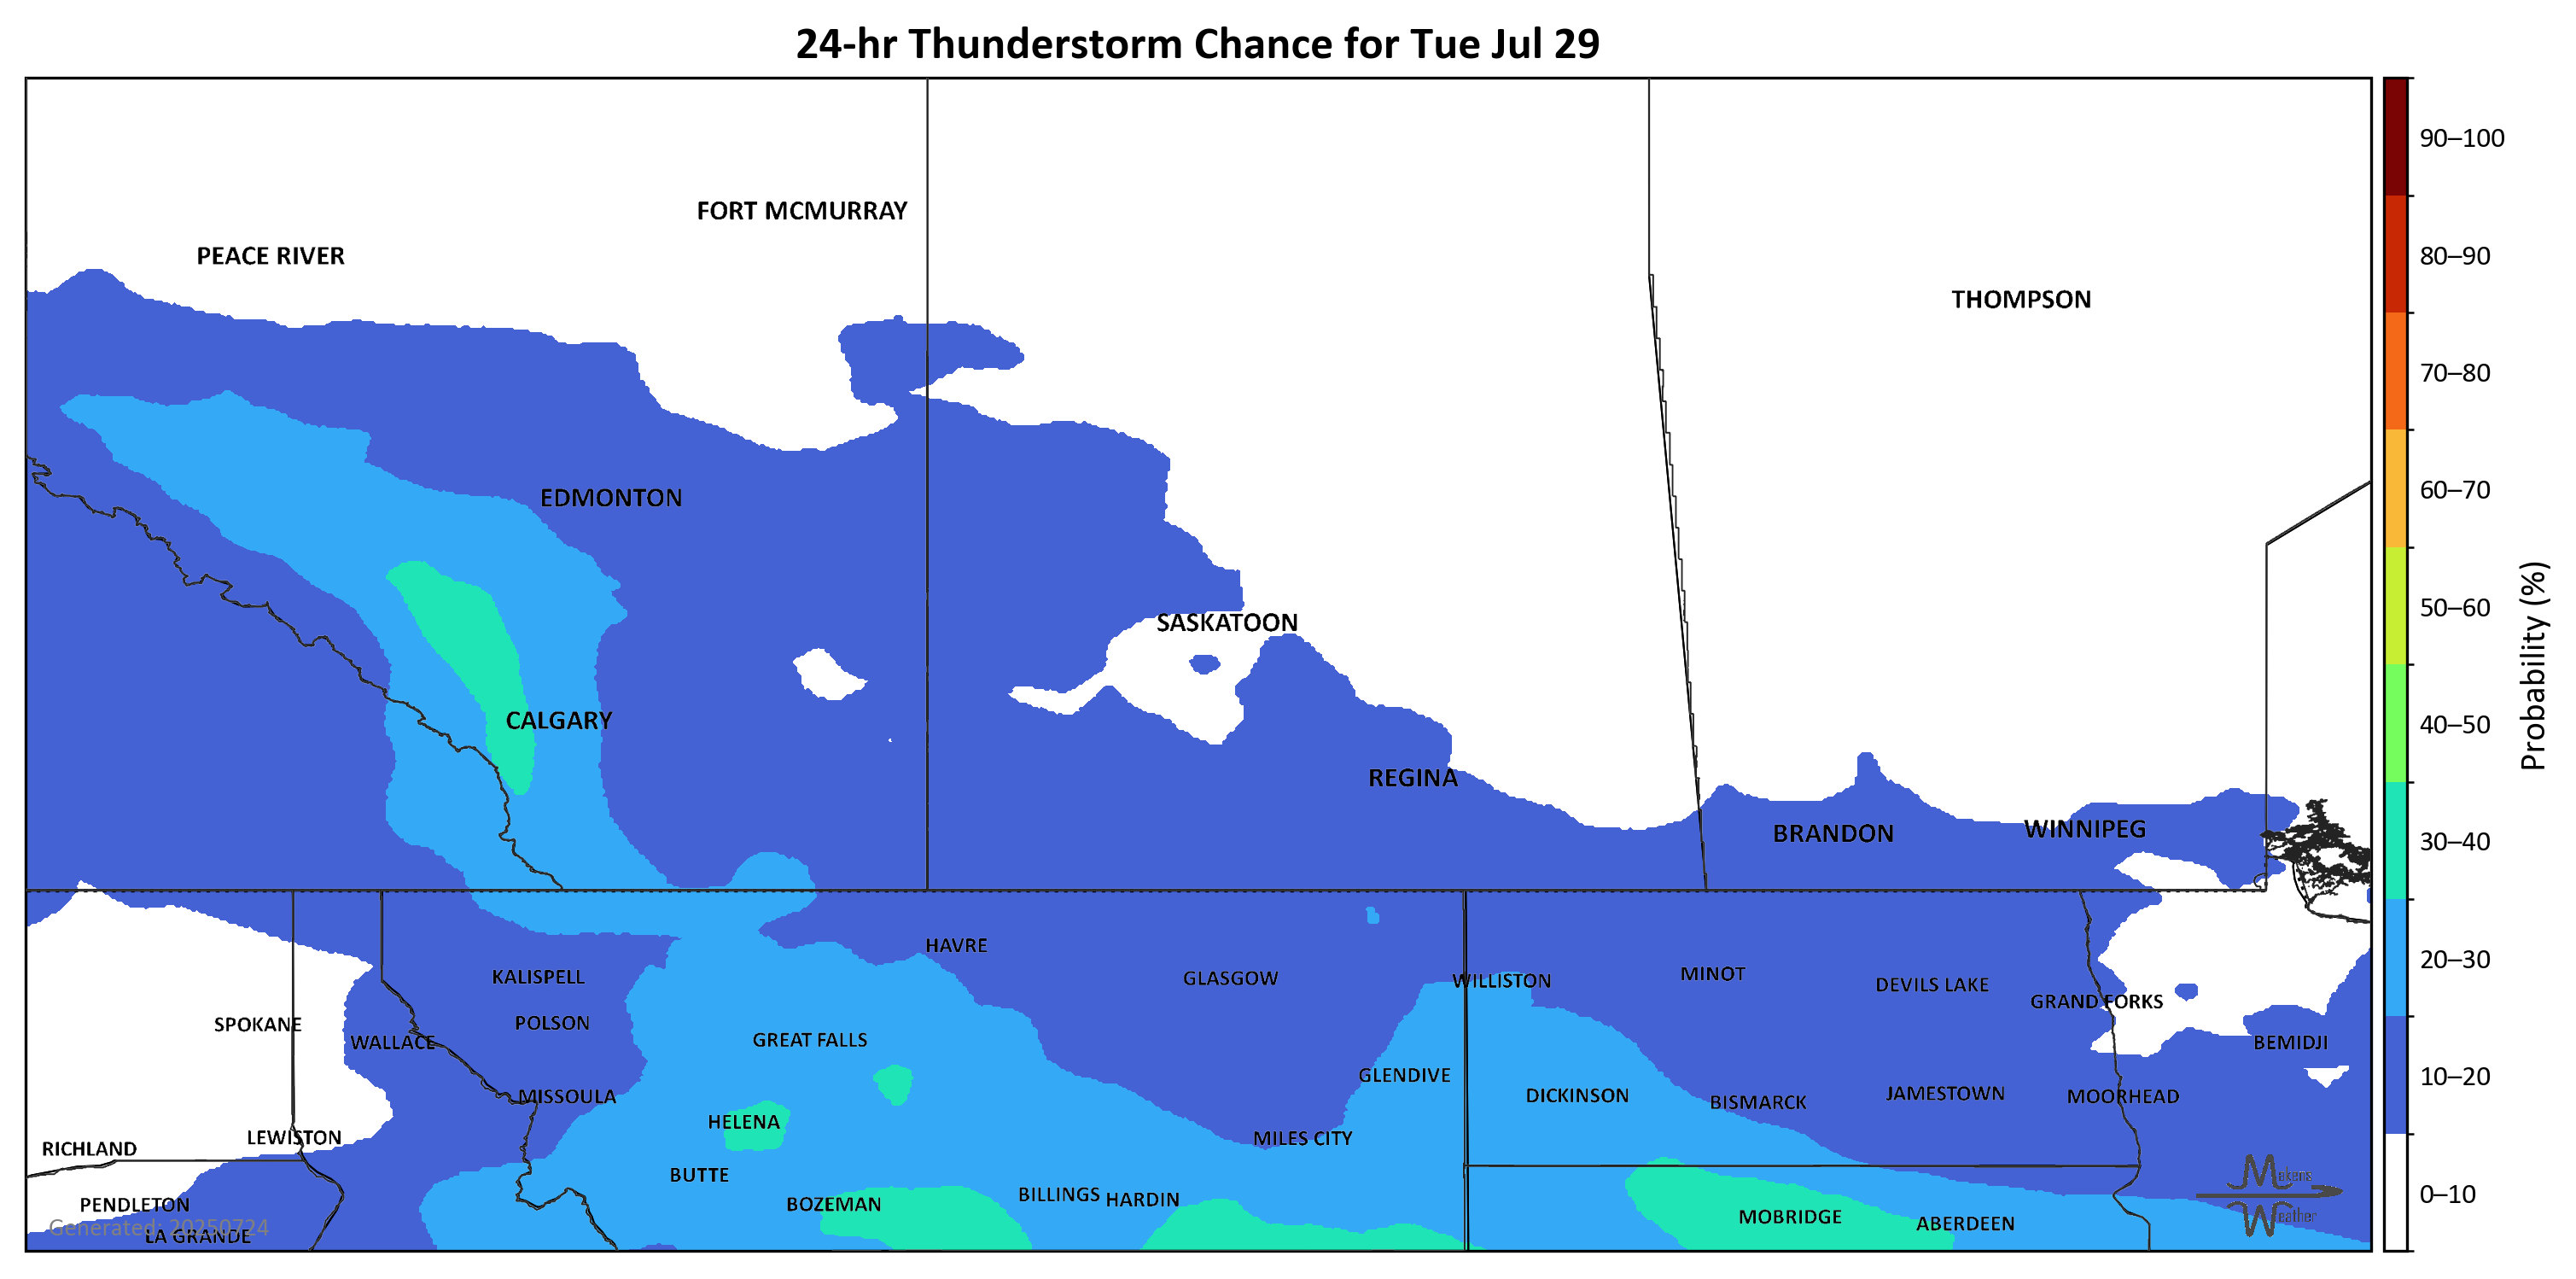 24-hr Thunderstorm Chance for Tue Jul 29
90–100
FORT MCMURRAY
PEACE RIVER
80–90
THOMPSON
70–80
60–70
EDMONTON
50–60
SASKATOON
Probability (%)
CALGARY
40–50
REGINA
WINNIPEG
BRANDON
30–40
HAVRE
20–30
MINOT
KALISPELL
GLASGOW
WILLISTON
DEVILS LAKE
GRAND FORKS
POLSON
SPOKANE
GREAT FALLS
WALLACE
BEMIDJI
GLENDIVE
10–20
MISSOULA
DICKINSON
JAMESTOWN
MOORHEAD
BISMARCK
HELENA
LEWISTON
MILES CITY
RICHLAND
BUTTE
Mekens
Weather
BILLINGS
HARDIN
0–10
PENDLETON
BOZEMAN
MOBRIDGE
ABERDEEN
Generated: 20250724
LA GRANDE